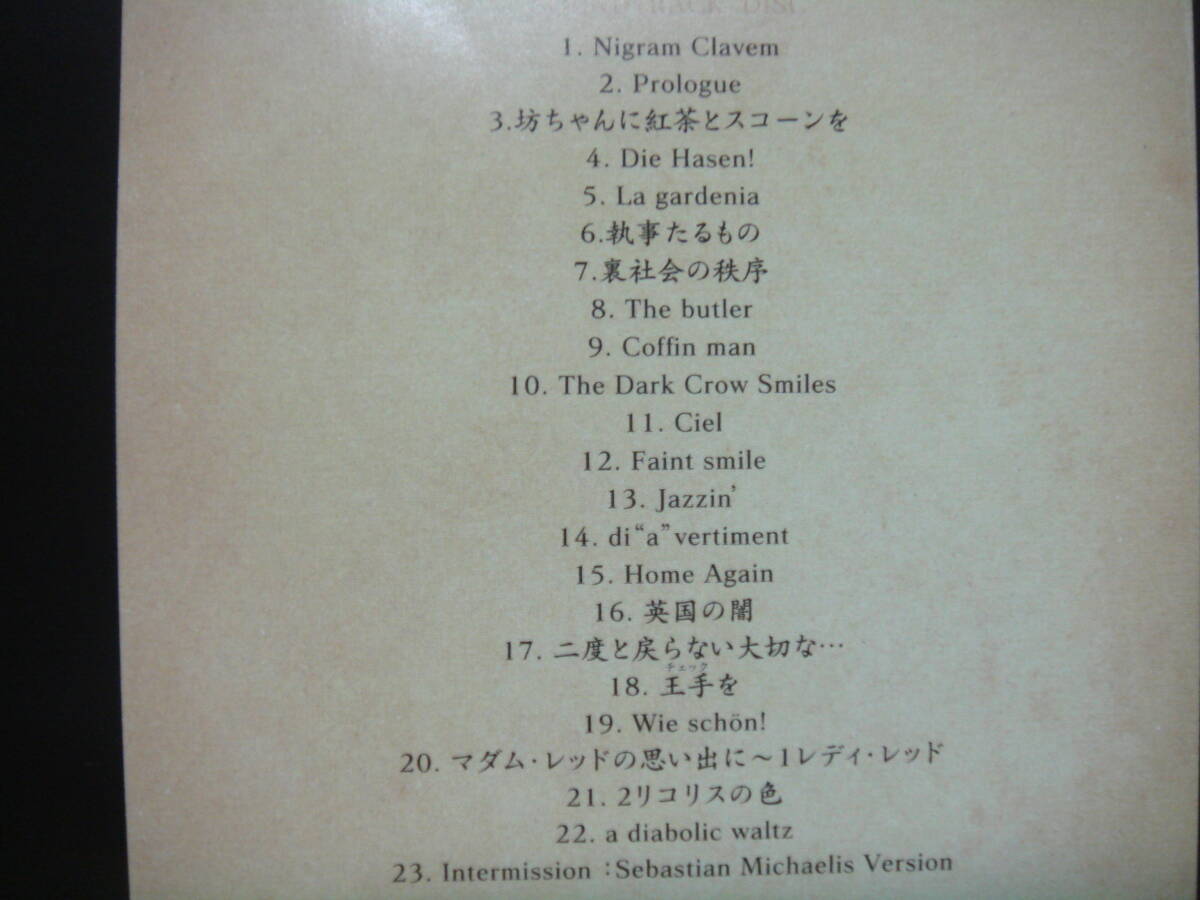 1. Nigram Clavem
2. Prologue
3.坊ちゃんに紅茶とスコーンを
4. Die Hasen!
5. La gardenia
6.執事たるもの
7.裏社会の秩序
8. The butler
9. Coffin man
10. The Dark Crow Smiles
11. Ciel
12. Faint smile
13. Jazzin’
14. di“a”vertiment
15. Home Again
16. 英国の闇
17. 二度と戻らない大切な…
チェック
18. 王手を
19. Wie schön!
20. マダム・レッドの思い出に～1レディ・レッド
21. 2リコリスの色
22. a diabolic waltz
23. Intermission :Sebastian Michaelis Version